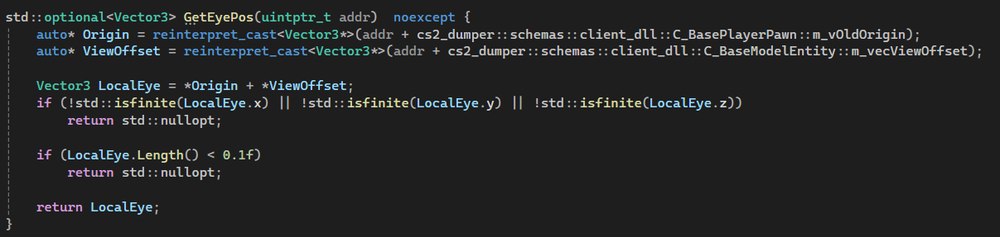 std::optional<Vector3> GetEyePos(uintptr_t addr)  noexcept {
    auto* Origin = reinterpret_cast<Vector3*>(addr + cs2_dumper::schemas::client_dll::C_BasePlayerPawn::m_vOldOrigin);
    auto* ViewOffset = reinterpret_cast<Vector3*>(addr + cs2_dumper::schemas::client_dll::C_BaseModelEntity::m_vecViewOffset);

    Vector3 LocalEye = *Origin + *ViewOffset;
    if (!std::isfinite(LocalEye.x) || !std::isfinite(LocalEye.y) || !std::isfinite(LocalEye.z))
        return std::nullopt;

    if (LocalEye.Length() < 0.1f)
        return std::nullopt;

    return LocalEye;
}